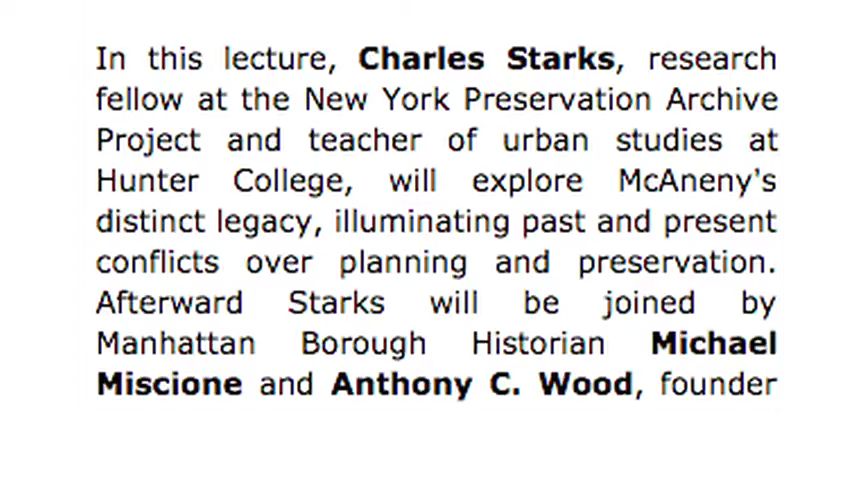 In this lecture, Charles Starks, research
fellow at the New York Preservation Archive
Project and teacher of urban studies at
Hunter College, will explore McAneny's
distinct legacy, illuminating past and present
conflicts over planning and preservation.
Afterward Starks will be joined by
Manhattan Borough Historian Michael
Miscione and Anthony C. Wood, founder